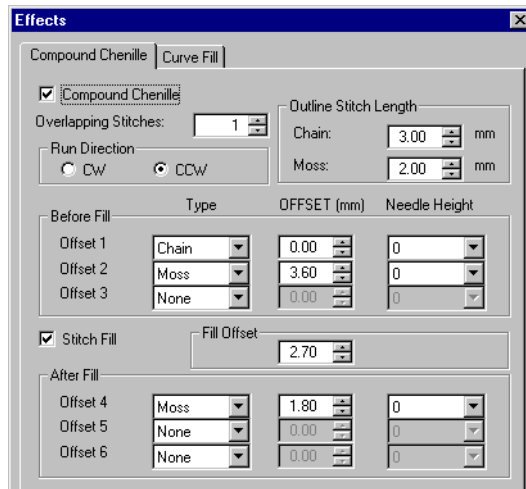 Effects
Compound Chenille Curve Fill
Compound Chenille
Overlapping Stitches: 1
Run Direction
CW CCW
Outline Stitch Length
Chain: 3.00 mm
Moss: 2.00 mm
Type OFFSET (mm) Needle Height
Before Fill
Offset 1 Chain 0.00 0
Offset 2 Moss 3.60 0
Offset 3 None 0.00 0
Stitch Fill
Fill Offset
2.70
After Fill
Offset 4 Moss 1.80 0
Offset 5 None 0.00 0
Offset 6 None 0.00 0